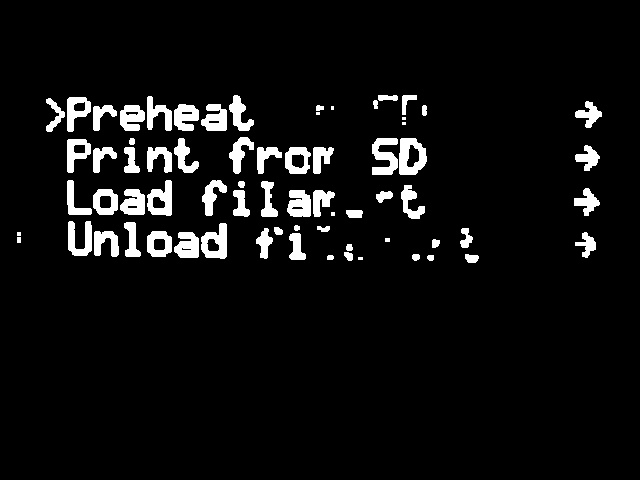 >Preheat →
Print from SD →
Load →
Unload →